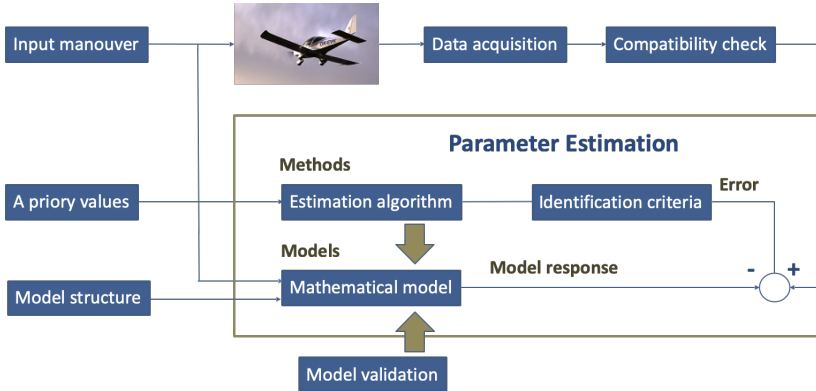 Input manouver
Data acquisition
Compatibility check
Parameter Estimation
Methods
Error
A priory values
Estimation algorithm
Identification criteria
Models
Model response
- +
Mathematical model
Model structure
Model validation